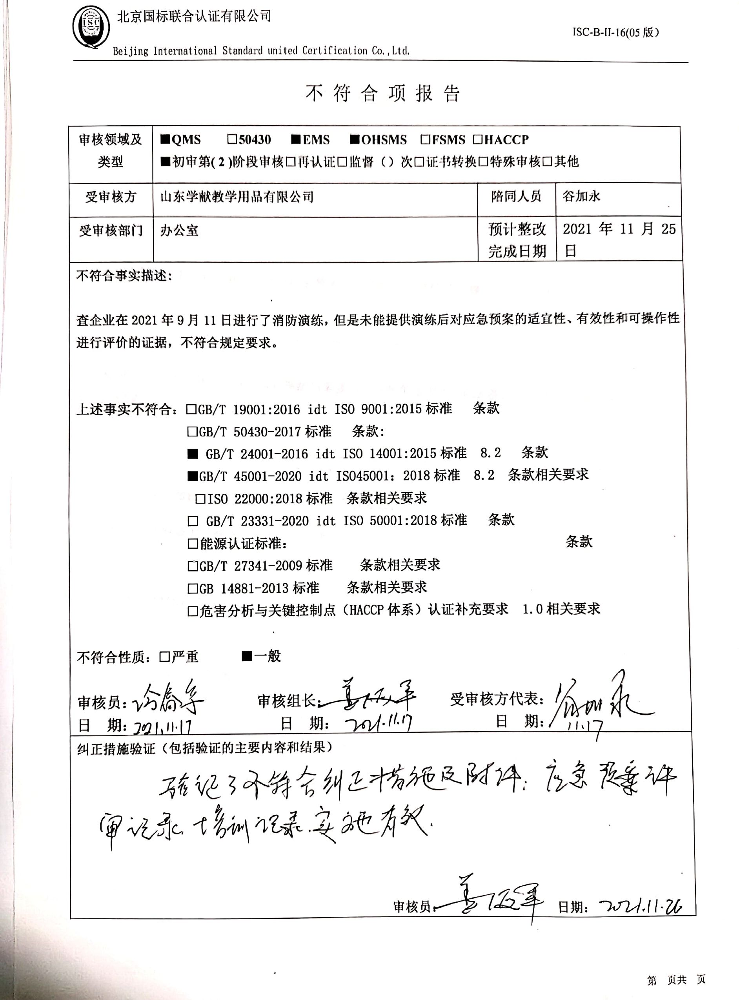 ISC
北京国标联合认证有限公司
ISC-B-II-16(05 版)
Beijing International Standard united Certification Co.,Ltd.
不符合项报告
审核领域及类型
■QMS □50430 ■EMS ■OHSMS □FSMS □HACCP
■初审第( 2 )阶段审核□再认证□监督（）次□证书转换□特殊审核□其他
受审核方 山东学献教学用品有限公司 陪同人员 谷加永
受审核部门 办公室 预计整改完成日期 2021 年 11 月 25 日
不符合事实描述：
查企业在 2021 年 9 月 11 日进行了消防演练，但是未能提供演练后对应急预案的适宜性、有效性和可操作性
进行评价的证据，不符合规定要求。
上述事实不符合：□GB/T 19001:2016 idt ISO 9001:2015 标准 条款
□GB/T 50430-2017 标准 条款：
■ GB/T 24001-2016 idt ISO 14001:2015 标准 8.2 条款
■GB/T 45001-2020 idt ISO45001：2018 标准 8.2 条款相关要求
□ISO 22000:2018 标准 条款相关要求
□ GB/T 23331-2020 idt ISO 50001:2018 标准 条款
□能源认证标准： 条款
□GB/T 27341-2009 标准 条款相关要求
□GB 14881-2013 标准 条款相关要求
□危害分析与关键控制点（HACCP 体系）认证补充要求 1.0 相关要求
不符合性质：□严重 ■一般
审核员： 审核组长： 受审核方代表：谷加永
日 期：2021.11.17 日 期：2021.11.17 日 期：11.17
纠正措施验证（包括验证的主要内容和结果）
验记了不符合纠正措施及附件：应急预案评
审记录、培训记录.实施有效.
审核员： 日期：2021.11.26
第 页共 页